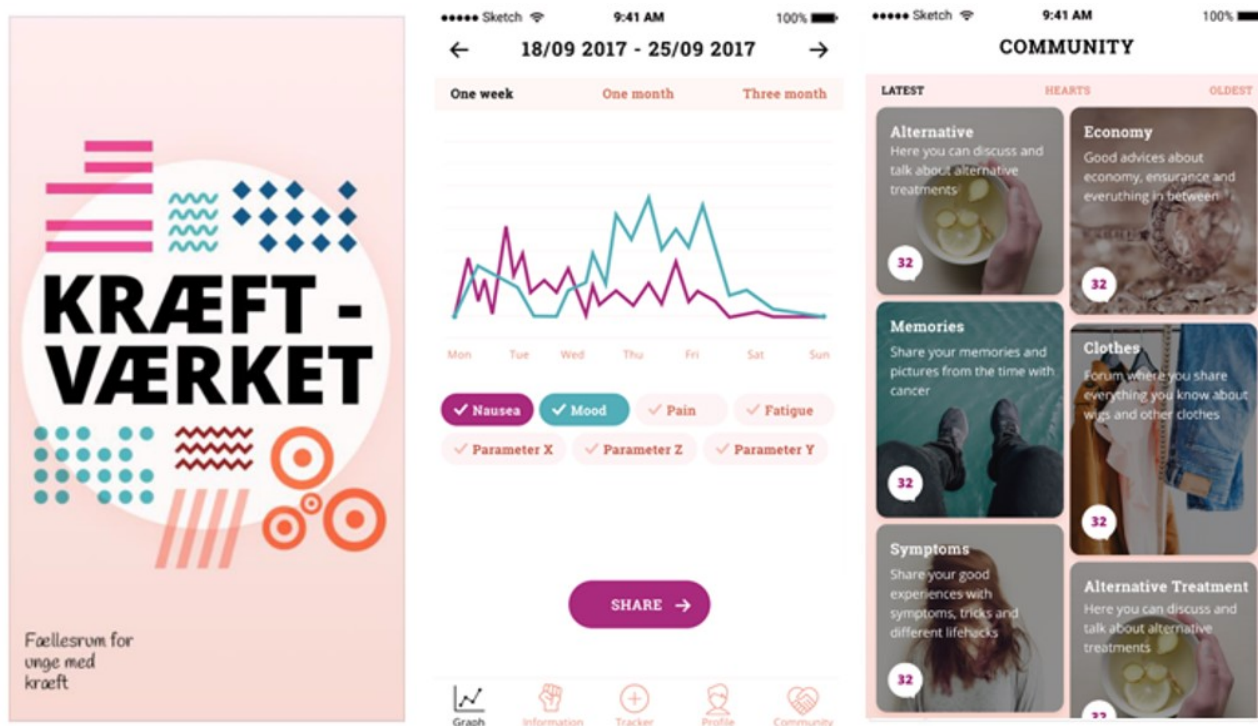 KRÆFT -
VÆRKET
Fællesrum for
unge med
kræft
Sketch 9:41 AM 100%
18/09 2017 - 25/09 2017
One week One month Three month
Mon Tue Wed Thu Fri Sat Sun
Nausea Mood Pain Fatigue
Parameter X Parameter Z Parameter Y
SHARE
Graph Information Tracker Profile Community
Sketch 9:41 AM 100%
COMMUNITY
LATEST HEARTS OLDEST
Alternative
Here you can discuss and
talk about alternative
treatments
32
Economy
Good advices about
economy, ensurance and
everuthing in between
32
Memories
Share your memories and
pictures from the time with
cancer
32
Clothes
Forum where you share
everything you know about
wigs and other clothes
32
Symptoms
Share your good
experiences with
symptoms, tricks and
different lifehacks
32
Alternative Treatment
Here you can discuss and
talk about alternative
treatments
32